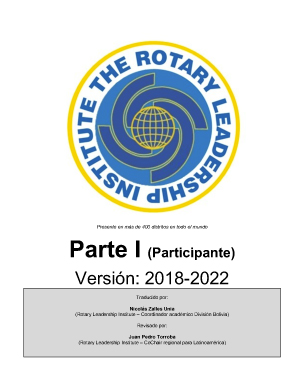 THE ROTARY LEADERSHIP INSTITUTE
Presente en más de 400 distritos en todo el mundo
Parte I (Participante)
Versión: 2018-2022
Traducido por:
Nicolás Zalles Unia
(Rotary Leadership Institute – Coordinador académico División Bolivia)
Revisado por:
Juan Pedro Torroba
(Rotary Leadership Institute – CoChair regional para Latinoamérica)